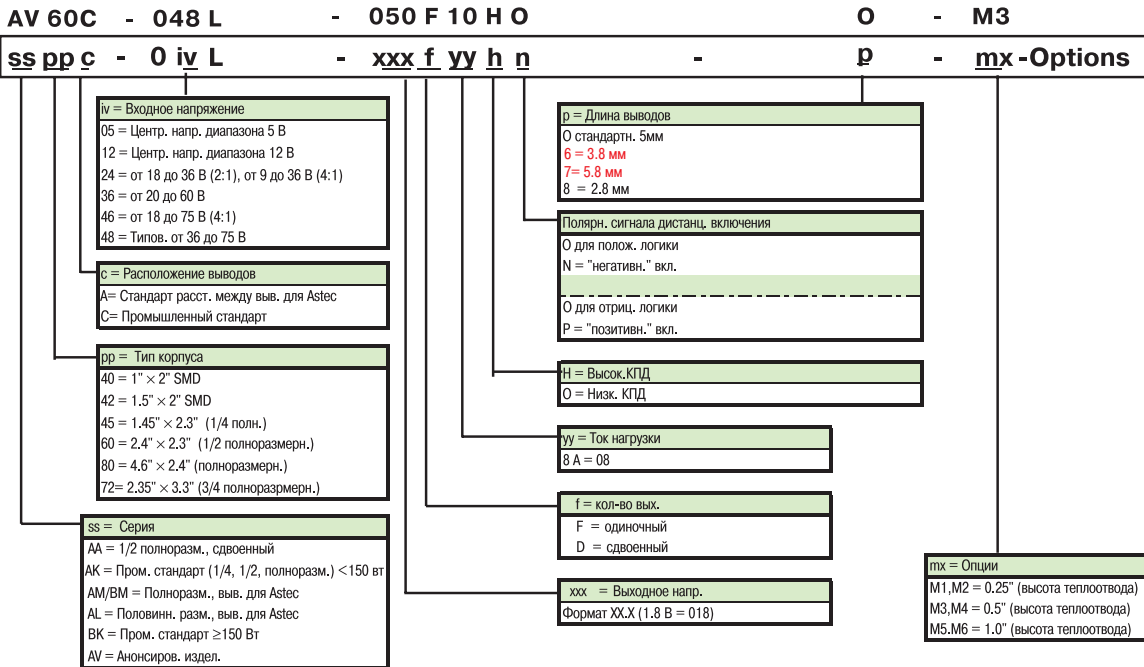 AV 60C - 048 L - 050 F 10 H O O - M3
ss pp c - 0 iv L - xxx f yy h n - p - mx -Options
iv = Входное напряжение
05 = Центр. напр. диапазона 5 В
12 = Центр. напр. диапазона 12 В
24 = от 18 до 36 В (2:1), от 9 до 36 В (4:1)
36 = от 20 до 60 В
46 = от 18 до 75 В (4:1)
48 = Типов. от 36 до 75 В
c = Расположение выводов
A= Стандарт расст. между выв. для Astec
C= Промышленный стандарт
pp = Тип корпуса
40 = 1" × 2" SMD
42 = 1.5" × 2" SMD
45 = 1.45" × 2.3" (1/4 полн.)
60 = 2.4" × 2.3" (1/2 полноразмерн.)
80 = 4.6" × 2.4" (полноразмерн.)
72= 2.35" × 3.3" (3/4 полноразрмерн.)
ss = Серия
AA = 1/2 полноразм., сдвоенный
AK = Пром. стандарт (1/4, 1/2, полноразм.) <150 вт
AM/BM = Полноразм., выв. для Astec
AL = Половинн. разм., выв. для Astec
BK = Пром. стандарт ≥150 Вт
AV = Анонсиров. издел.
p = Длина выводов
O стандартн. 5мм
6 = 3.8 мм
7= 5.8 мм
8 = 2.8 мм
Полярн. сигнала дистанц. включения
O для полож. логики
N = "негативн." вкл.
O для отриц. логики
P = "позитивн." вкл.
H = Высок.КПД
O = Низк. КПД
yy = Ток нагрузки
8 A = 08
f = кол-во вых.
F = одиночный
D = сдвоенный
xxx = Выходное напр.
Формат XX.X (1.8 В = 018)
mx = Опции
M1,M2 = 0.25" (высота теплоотвода)
M3,M4 = 0.5" (высота теплоотвода)
M5.M6 = 1.0" (высота теплоотвода)